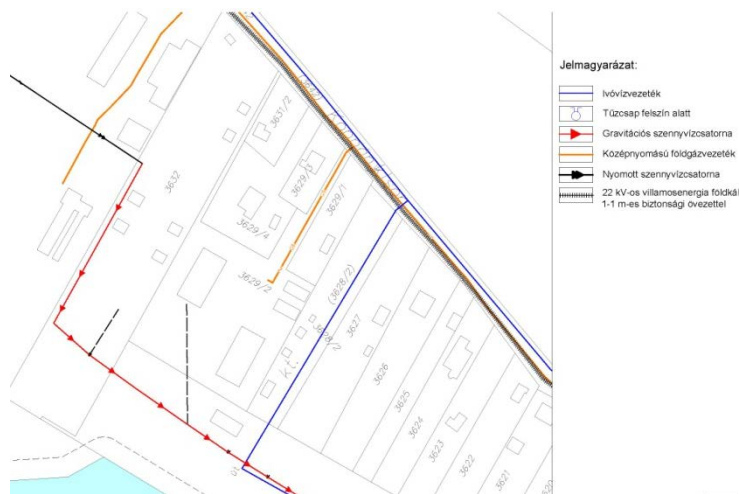 Jelmagyarázat:
Ivóvízvezeték
Tűzcsap felszín alatt
Gravitációs szennyvízcsatorna
Középnyomású földgázvezeték
Nyomott szennyvízcsatorna
22 kV-os villamosenergia földkál
1-1 m-es biztonsági övezettel
3631/2
3632
3629/3
3629/1
3629/4
3629/2
(3628/2)
3628/2
3627
3626
3625
3624
3623
3622
3621